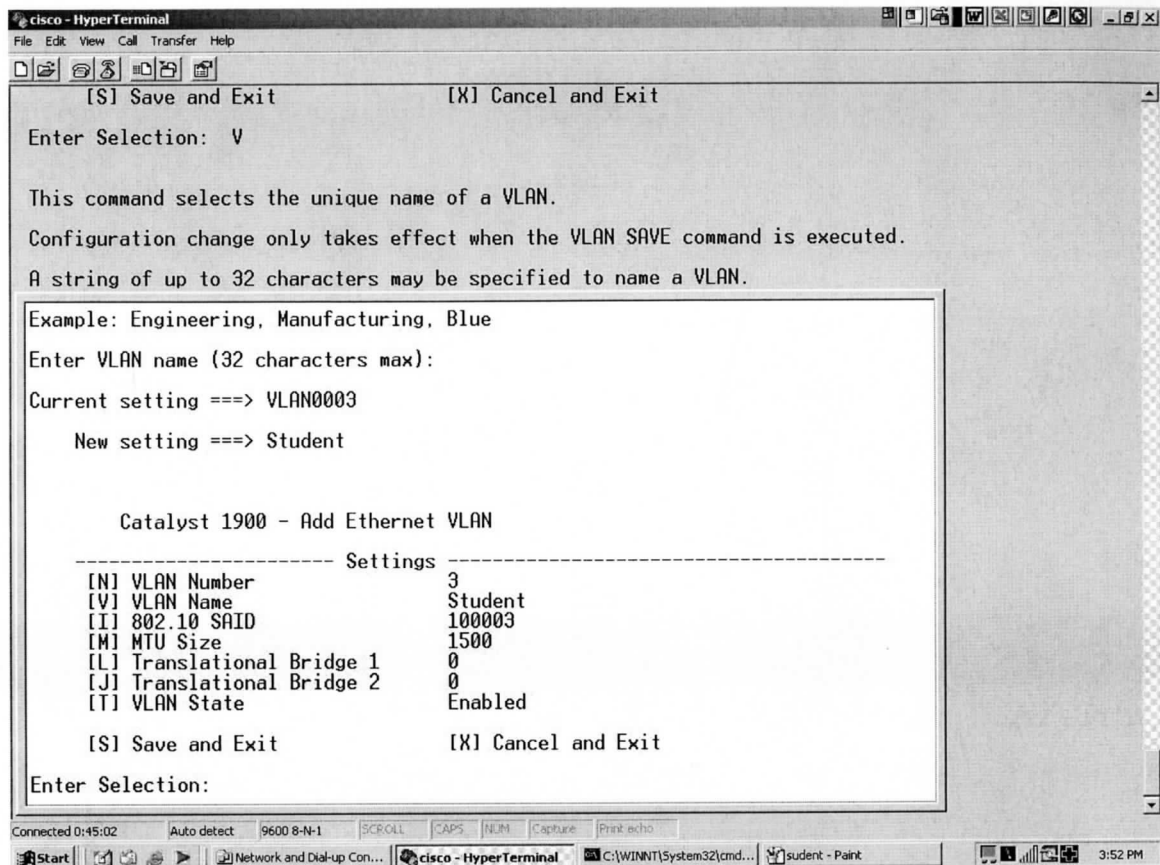 cisco - HyperTerminal
File Edit View Call Transfer Help
[S] Save and Exit [X] Cancel and Exit
Enter Selection: V
This command selects the unique name of a VLAN.
Configuration change only takes effect when the VLAN SAVE command is executed.
A string of up to 32 characters may be specified to name a VLAN.
Example: Engineering, Manufacturing, Blue
Enter VLAN name (32 characters max):
Current setting ===> VLAN0003
New setting ===> Student
Catalyst 1900 - Add Ethernet VLAN
----------------------- Settings ---------------------------------------
[N] VLAN Number 3
[V] VLAN Name Student
[I] 802.10 SAID 100003
[M] MTU Size 1500
[L] Translational Bridge 1 0
[J] Translational Bridge 2 0
[T] VLAN State Enabled
[S] Save and Exit [X] Cancel and Exit
Enter Selection:
Connected 0:45:02 Auto detect 9600 8-N-1 SCROLL CAPS NUM Capture Print echo
Start Network and Dial-up Con... cisco - HyperTerminal C:\WINNT\System32\cmd... sudent - Paint 3:52 PM